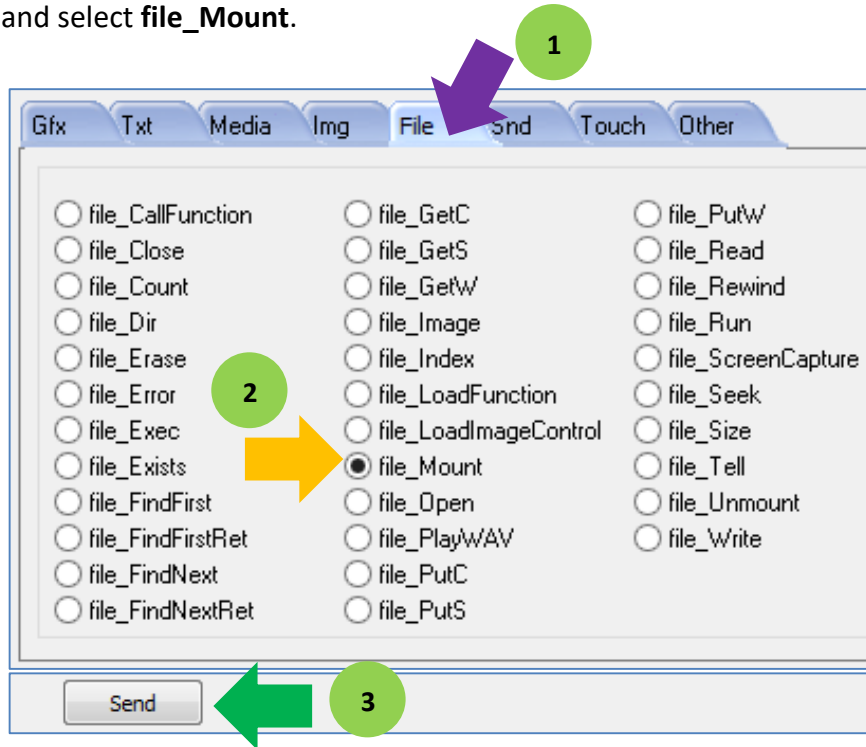 and select file_Mount.
1
Gfx Txt Media Img File Snd Touch Other
file_CallFunction file_GetC file_PutW
file_Close file_GetS file_Read
file_Count file_GetW file_Rewind
file_Dir file_Image file_Run
file_Erase file_Index file_ScreenCapture
file_Error 2 file_LoadFunction file_Seek
file_Exec file_LoadImageControl file_Size
file_Exists file_Mount file_Tell
file_FindFirst file_Open file_Unmount
file_FindFirstRet file_PlayWAV file_Write
file_FindNext file_PutC
file_FindNextRet file_PutS
Send 3